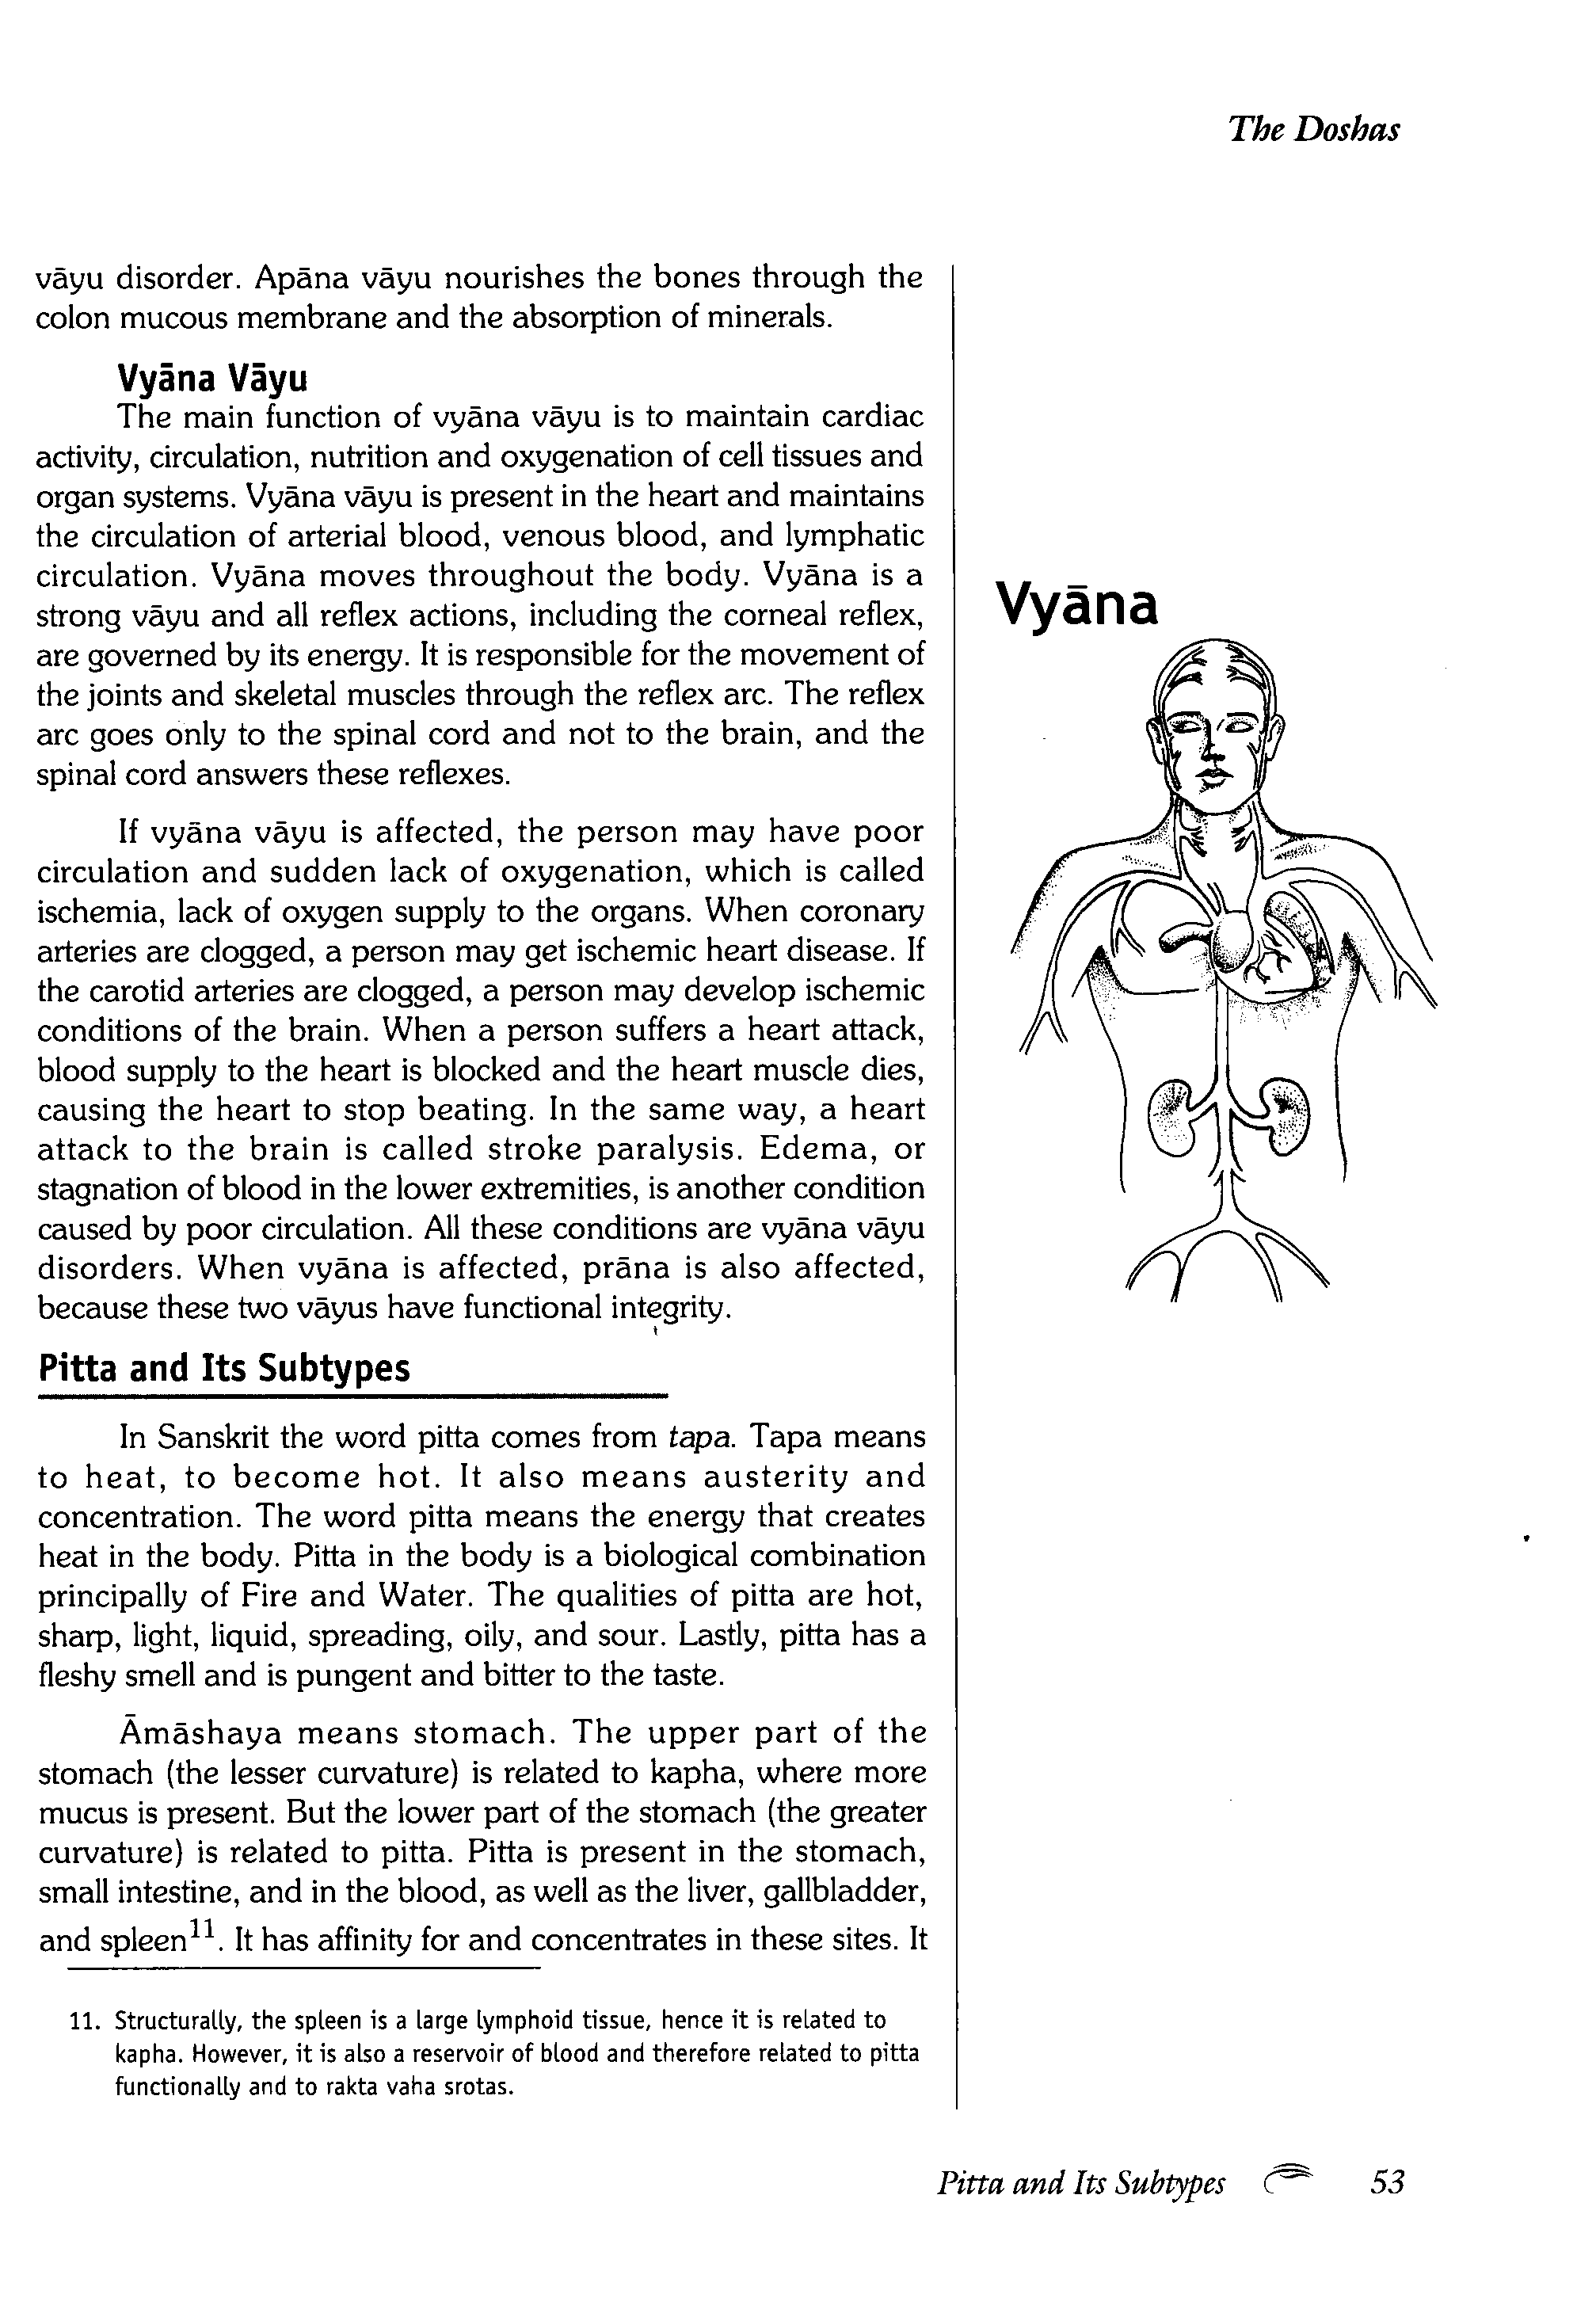 The Doshas
vāyu disorder. Apāna vāyu nourishes the bones through the
colon mucous membrane and the absorption of minerals.
Vyāna Vāyu
The main function of vyāna vāyu is to maintain cardiac
activity, circulation, nutrition and oxygenation of cell tissues and
organ systems. Vyāna vāyu is present in the heart and maintains
the circulation of arterial blood, venous blood, and lymphatic
circulation. Vyāna moves throughout the body. Vyāna is a
strong vāyu and all reflex actions, including the corneal reflex,
are governed by its energy. It is responsible for the movement of
the joints and skeletal muscles through the reflex arc. The reflex
arc goes only to the spinal cord and not to the brain, and the
spinal cord answers these reflexes.
If vyāna vāyu is affected, the person may have poor
circulation and sudden lack of oxygenation, which is called
ischemia, lack of oxygen supply to the organs. When coronary
arteries are clogged, a person may get ischemic heart disease. If
the carotid arteries are clogged, a person may develop ischemic
conditions of the brain. When a person suffers a heart attack,
blood supply to the heart is blocked and the heart muscle dies,
causing the heart to stop beating. In the same way, a heart
attack to the brain is called stroke paralysis. Edema, or
stagnation of blood in the lower extremities, is another condition
caused by poor circulation. All these conditions are vyāna vāyu
disorders. When vyāna is affected, prāna is also affected,
because these two vāyus have functional integrity.
Pitta and Its Subtypes
In Sanskrit the word pitta comes from tapa. Tapa means
to heat, to become hot. It also means austerity and
concentration. The word pitta means the energy that creates
heat in the body. Pitta in the body is a biological combination
principally of Fire and Water. The qualities of pitta are hot,
sharp, light, liquid, spreading, oily, and sour. Lastly, pitta has a
fleshy smell and is pungent and bitter to the taste.
Āmāshaya means stomach. The upper part of the
stomach (the lesser curvature) is related to kapha, where more
mucus is present. But the lower part of the stomach (the greater
curvature) is related to pitta. Pitta is present in the stomach,
small intestine, and in the blood, as well as the liver, gallbladder,
and spleen11. It has affinity for and concentrates in these sites. It
11. Structurally, the spleen is a large lymphoid tissue, hence it is related to
kapha. However, it is also a reservoir of blood and therefore related to pitta
functionally and to rakta vaha srotas.
Vyāna
Pitta and Its Subtypes 53